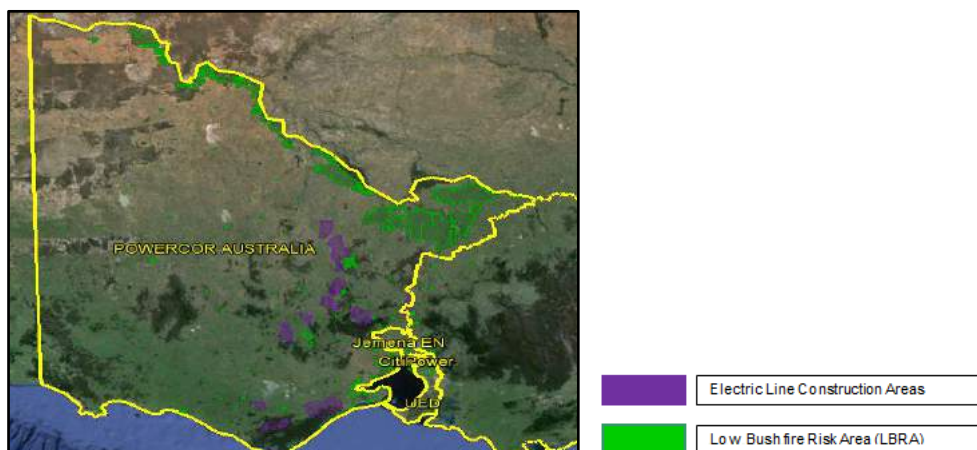 POWERCOR AUSTRALIA
Jemena EN
CitiPower
UED
Electric Line Construction Areas
Low Bushfire Risk Area (LBRA)